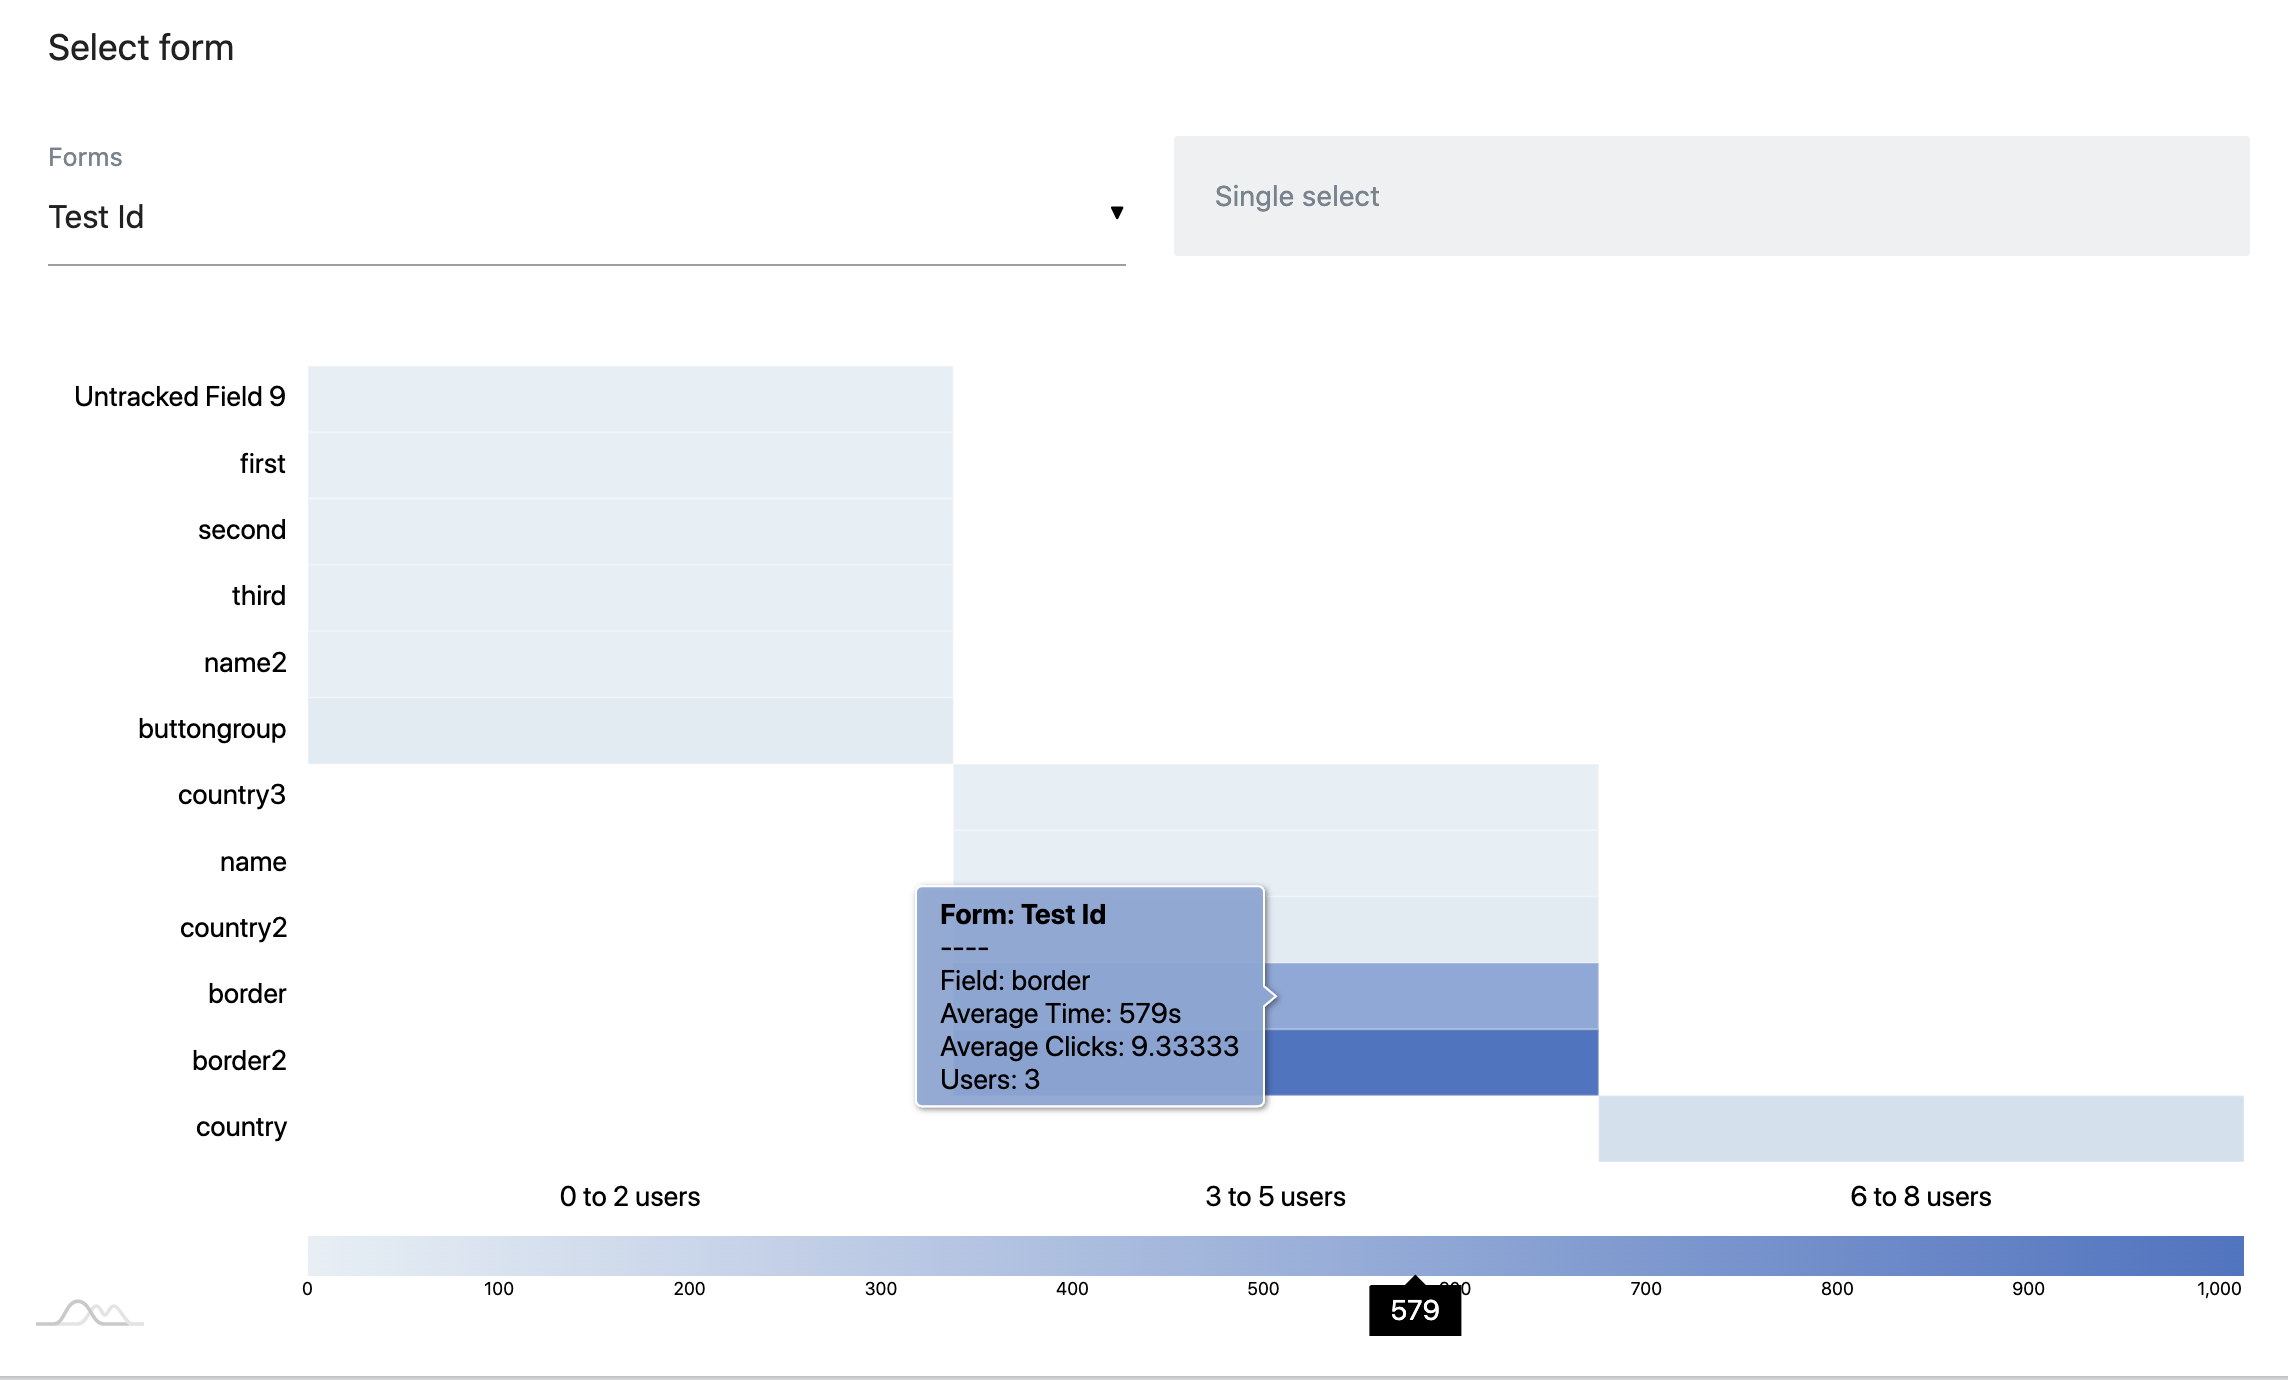 Select form
Forms
Test Id
▼
Single select
Untracked Field 9
first
second
third
name2
buttongroup
country3
name
country2
border
border2
country
Form: Test Id
----
Field: border
Average Time: 579s
Average Clicks: 9.33333
Users: 3
0 to 2 users 3 to 5 users 6 to 8 users
0 100 200 300 400 500 700 800 900 1,000
579